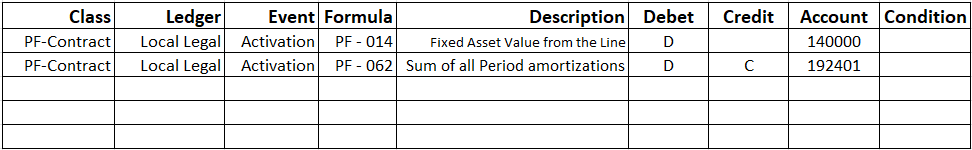 Class Ledger Event Formula Description Debet Credit Account Condition
PF-Contract Local Legal Activation PF - 014 Fixed Asset Value from the Line D 140000
PF-Contract Local Legal Activation PF - 062 Sum of all Period amortizations D C 192401